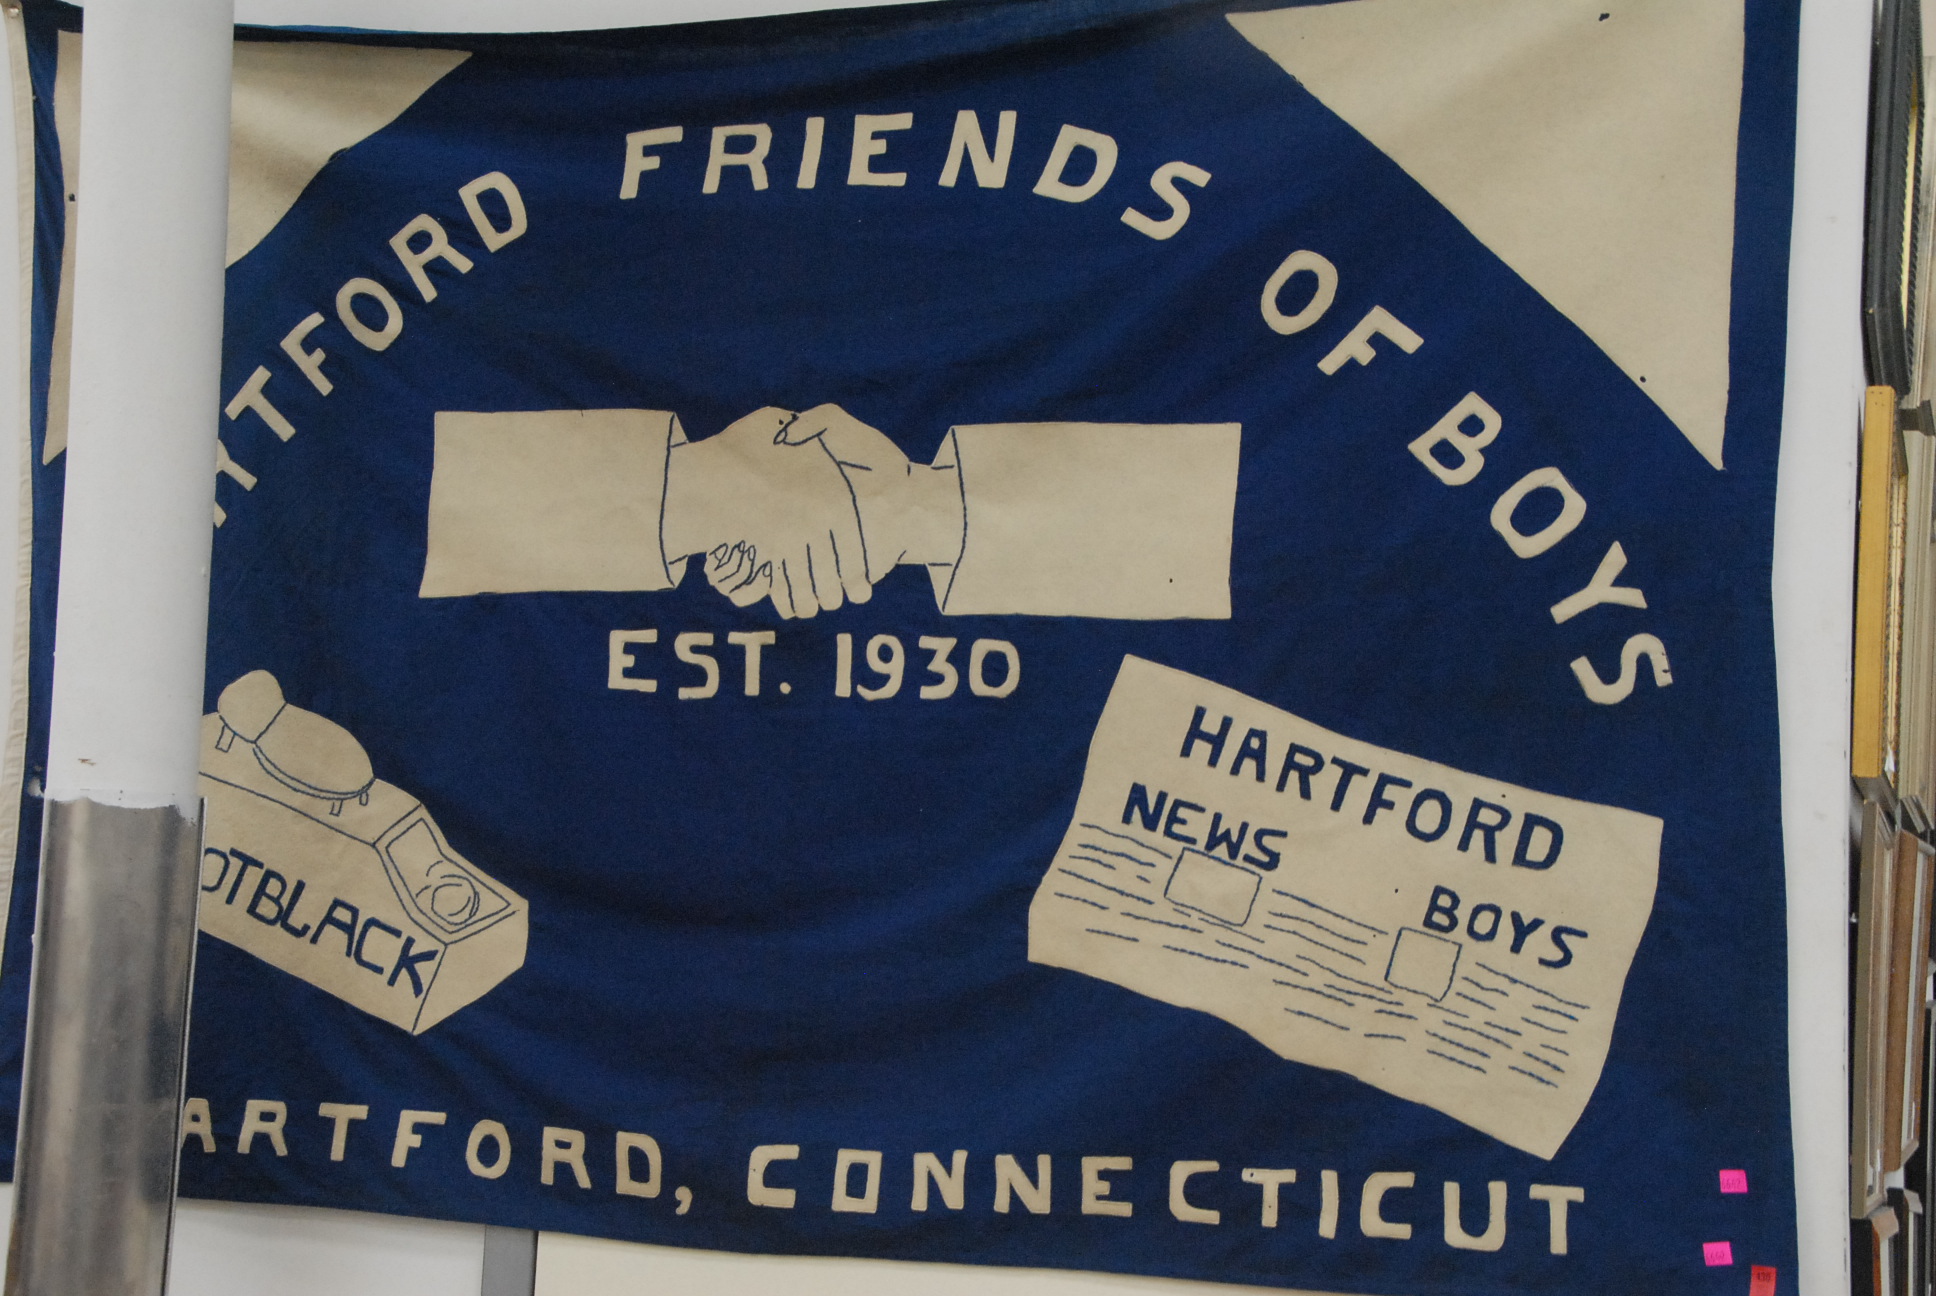 RTFORD FRIENDS OF BOYS
EST. 1930
OTBLACK
HARTFORD
NEWS
BOYS
ARTFORD, CONNECTICUT